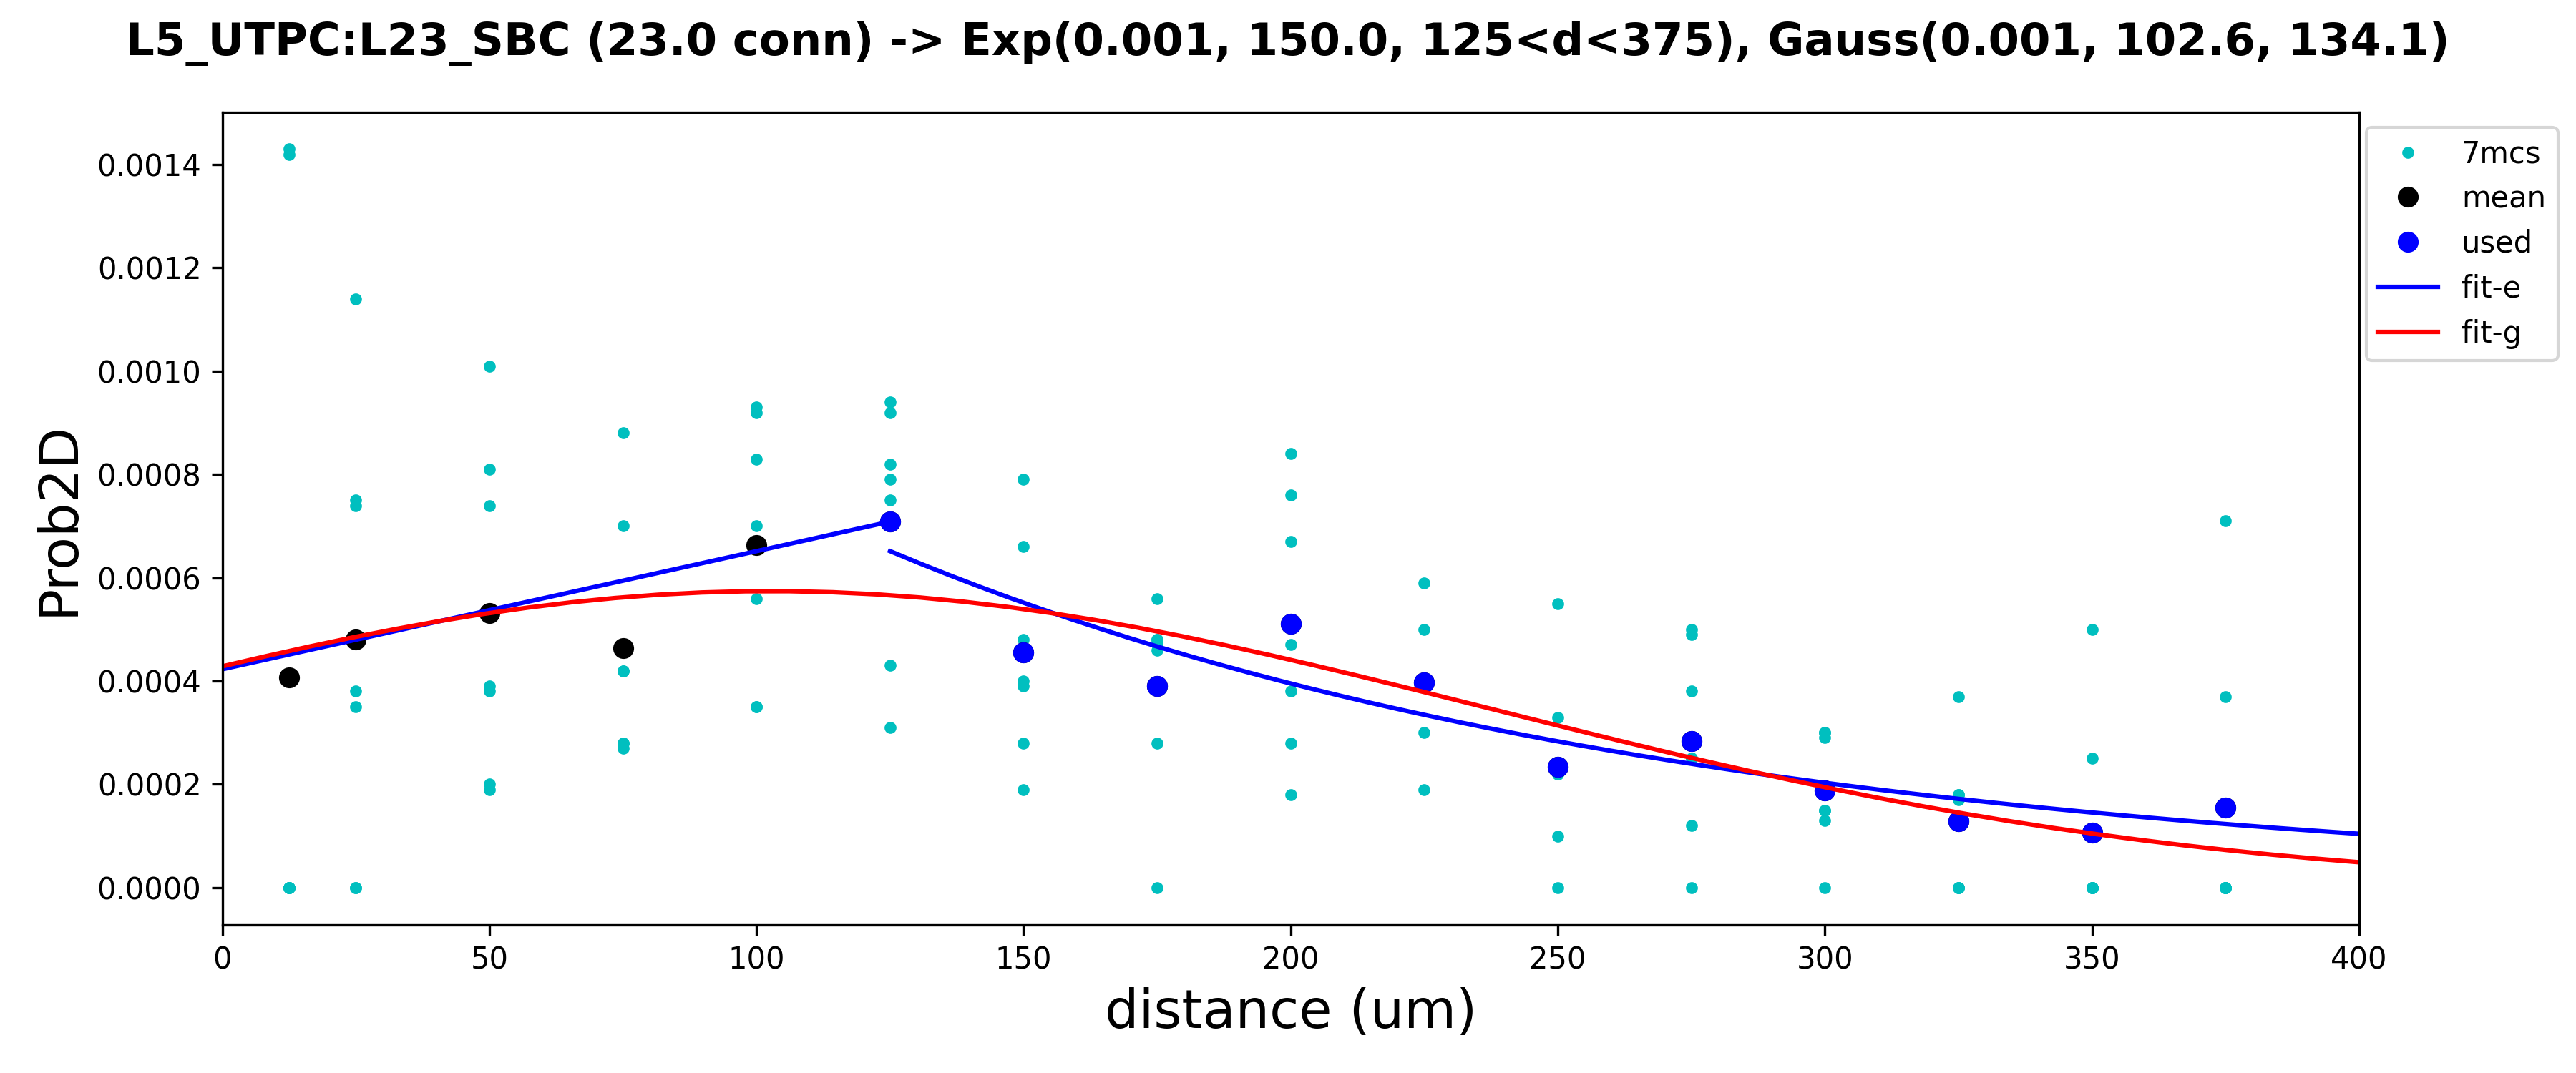 L5_UTPC:L23_SBC (23.0 conn) -> Exp(0.001, 150.0, 125<d<375), Gauss(0.001, 102.6, 134.1)
Prob2D
0.0014
0.0012
0.0010
0.0008
0.0006
0.0004
0.0002
0.0000
0 50 100 150 200 250 300 350 400
distance (um)
7mcs
mean
used
fit-e
fit-g